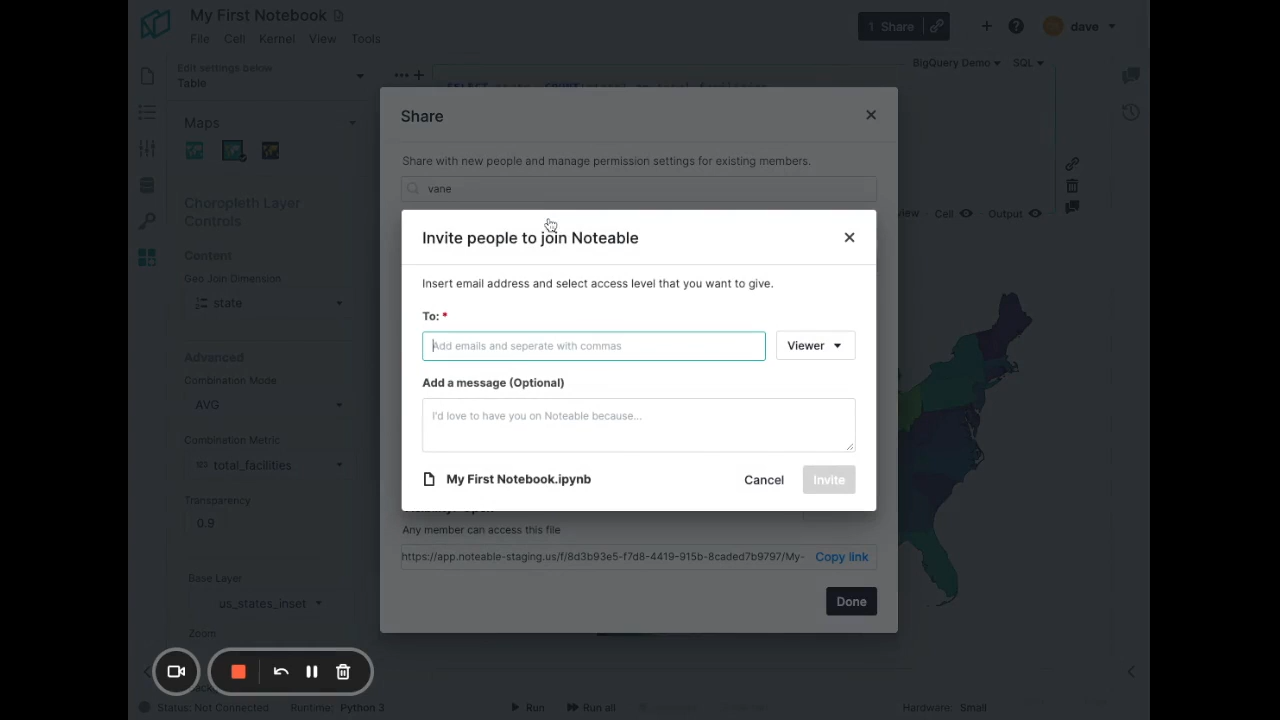 My First Notebook
File Cell Kernel View Tools
1 Share
dave
Edit settings below
Table
BigQuery Demo SQL
Maps
Share
Share with new people and manage permission settings for existing members.
vane
Choropleth Layer
Controls
Cell Output
Invite people to join Noteable
Content
Geo Join Dimension
state
Insert email address and select access level that you want to give.
To: *
Add emails and seperate with commas
Viewer
Advanced
Combination Mode
AVG
Add a message (Optional)
I'd love to have you on Noteable because...
Combination Metric
total_facilities
My First Notebook.ipynb
Cancel
Invite
Transparency
0.9
Any member can access this file
https://app.noteable-staging.us/f/8d3b93e5-f7d8-4419-915b-8caded7b9797/My-
Copy link
Base Layer
us_states_inset
Done
Zoom
Status: Not Connected Runtime: Python 3 Run Run all Hardware: Small